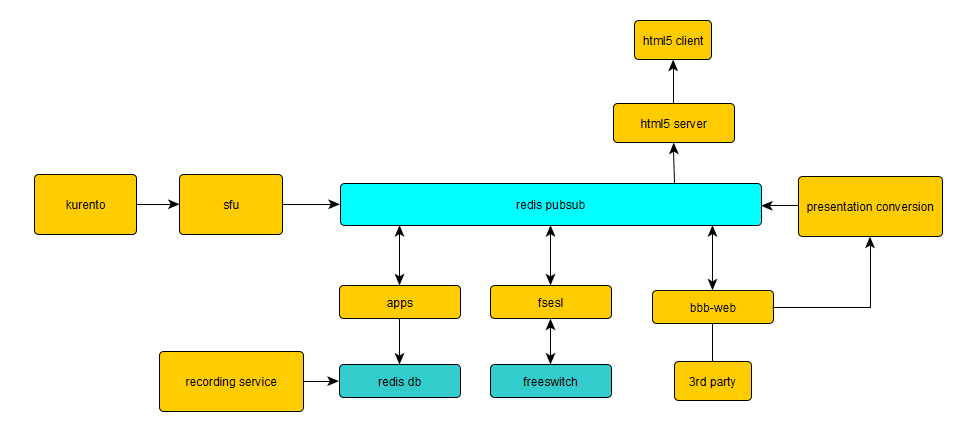 html5 client
html5 server
kurento
sfu
redis pubsub
presentation conversion
apps
fsesl
bbb-web
recording service
redis db
freeswitch
3rd party